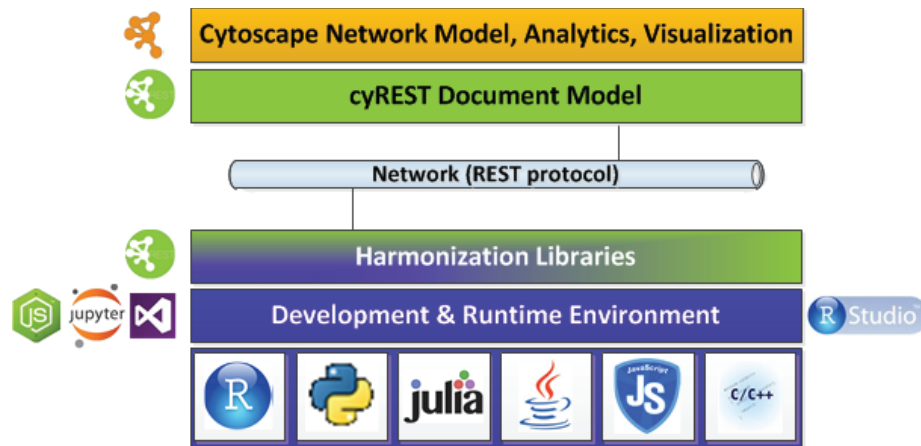 Cytoscape Network Model, Analytics, Visualization
cyREST Document Model
Network (REST protocol)
Harmonization Libraries
JS
jupyter
Development & Runtime Environment
R Studio
R
julia
Java
JavaScript
JS
C/C++